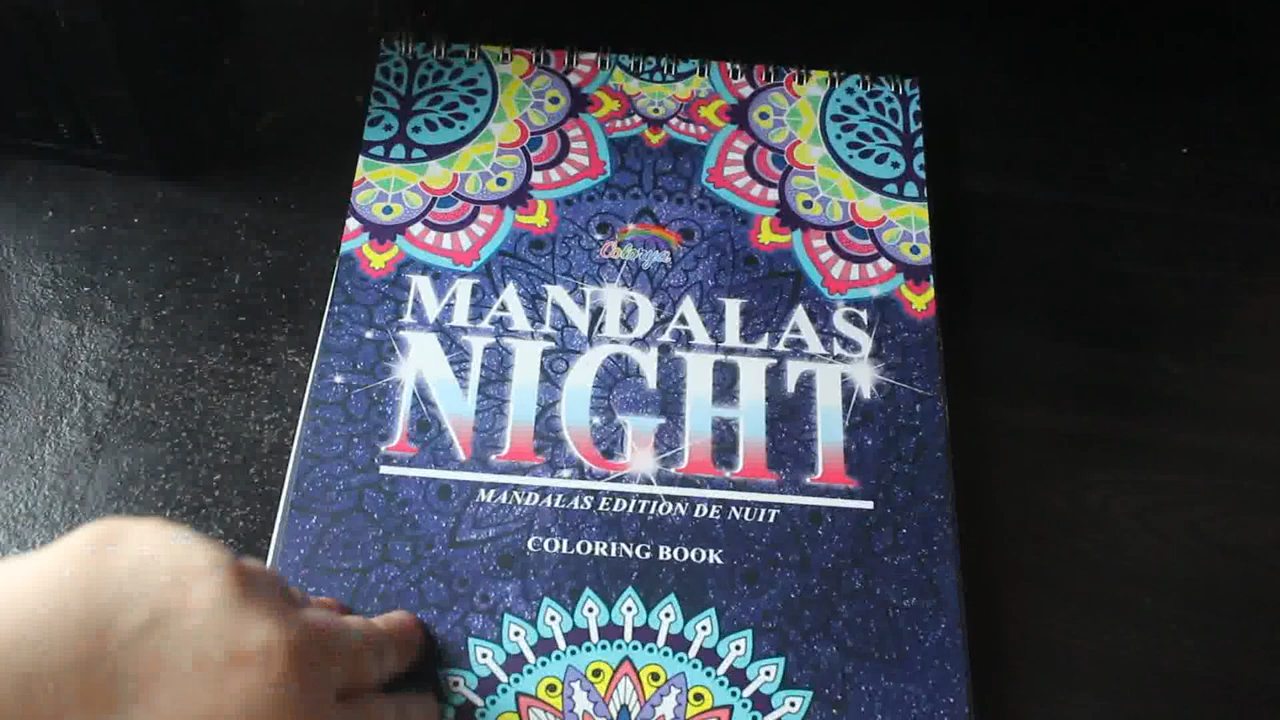 Colorya
MANDALAS
NIGHT
MANDALAS EDITION DE NUIT
COLORING BOOK